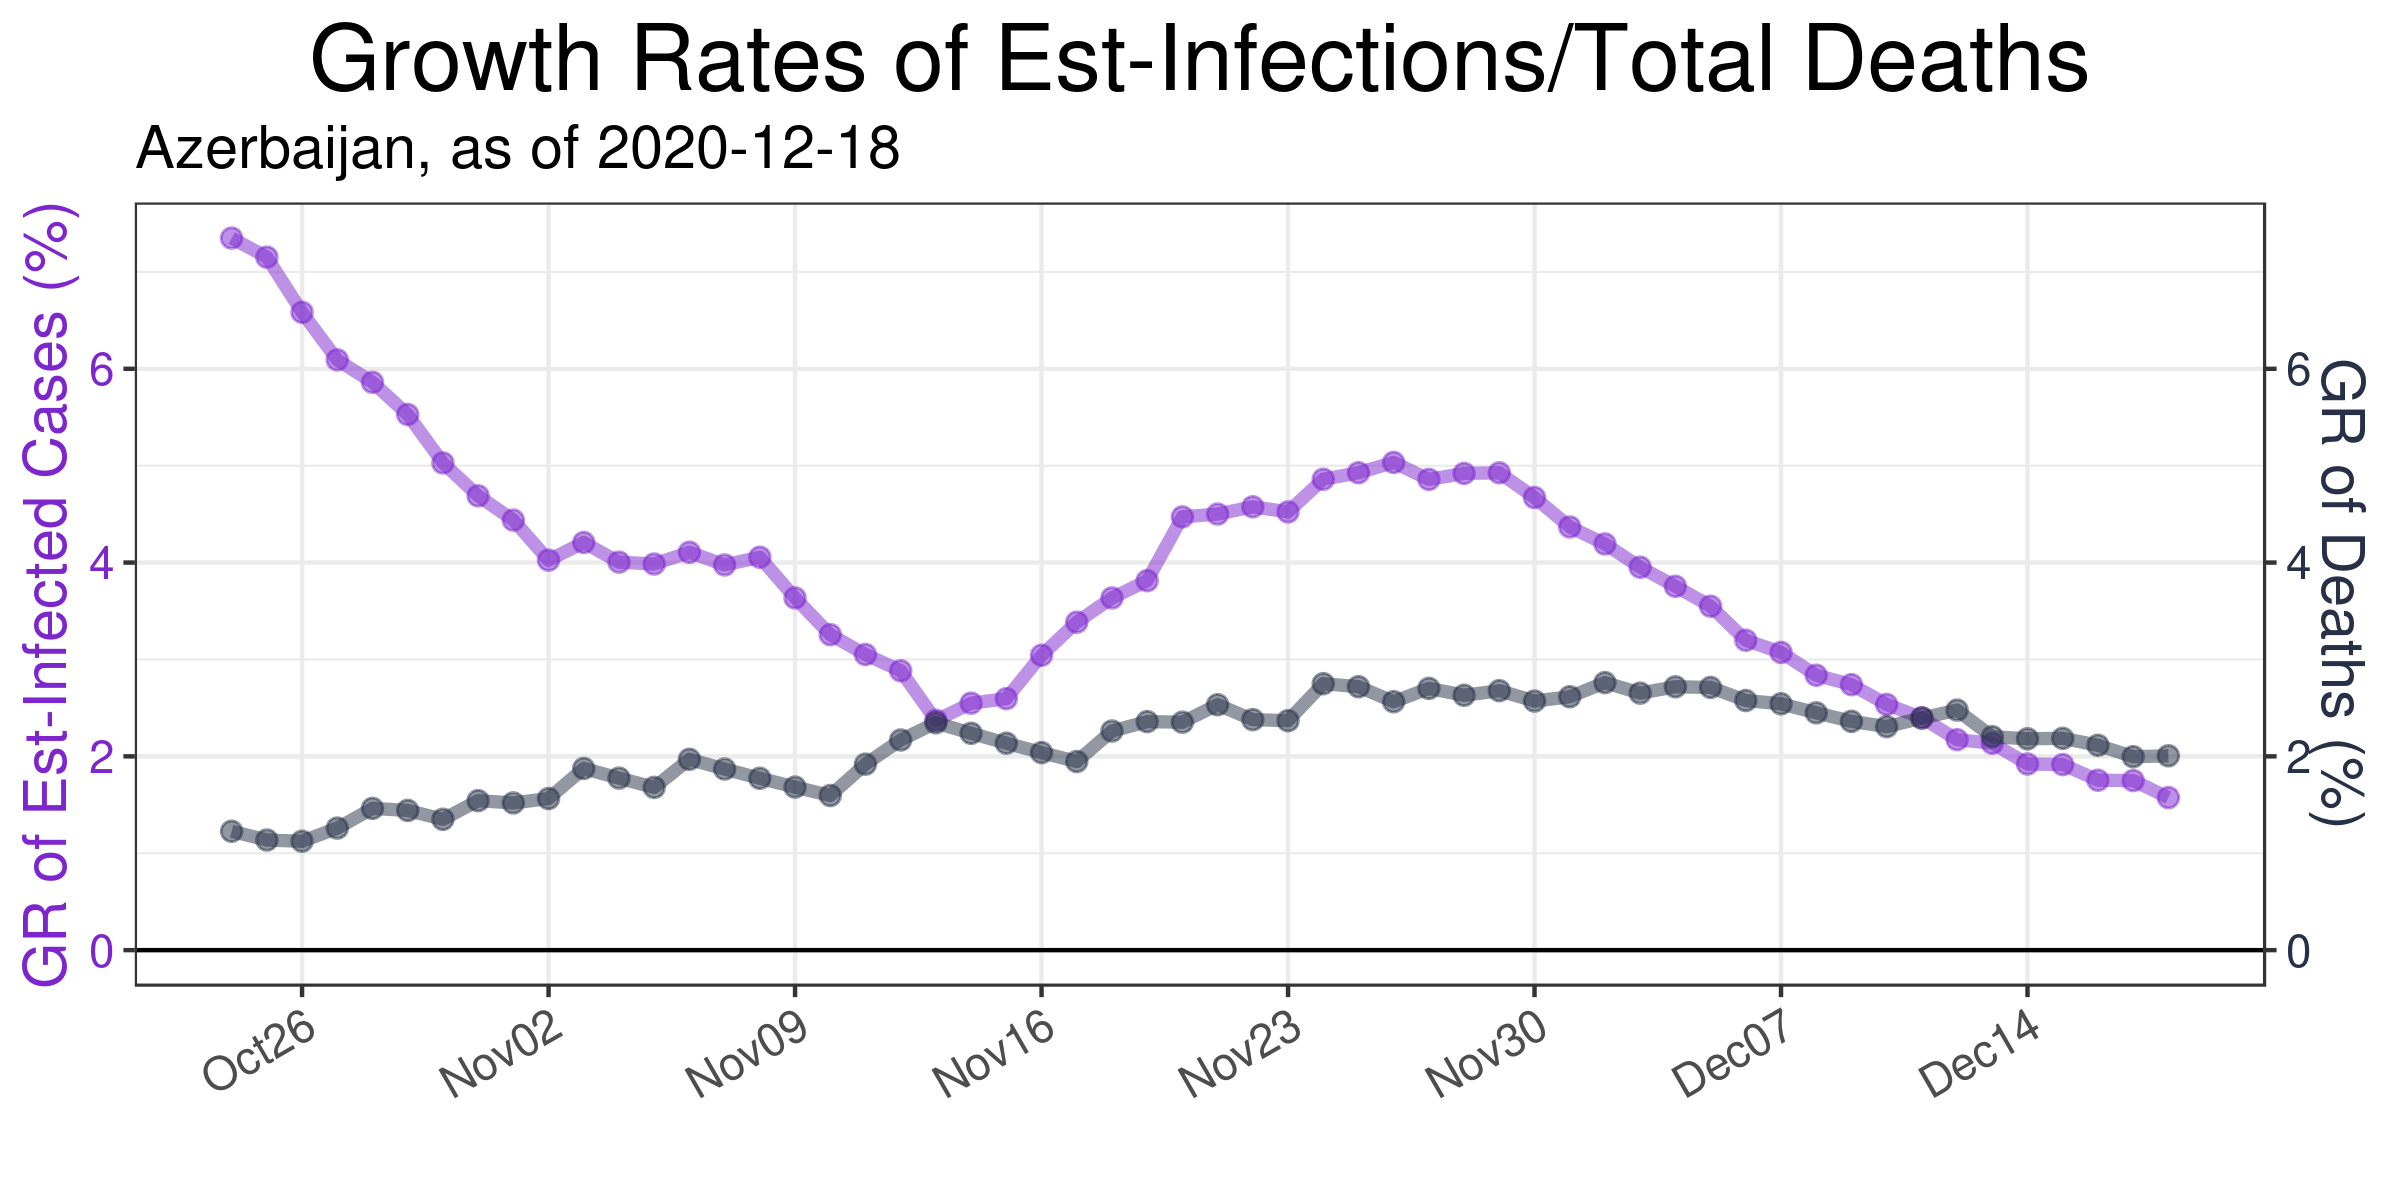 Growth Rates of Est-Infections/Total Deaths
Azerbaijan, as of 2020-12-18
GR of Est-Infected Cases (%)
6
4
2
0
6
4
2
0
GR of Deaths (%)
Oct26
Nov02
Nov09
Nov16
Nov23
Nov30
Dec07
Dec14